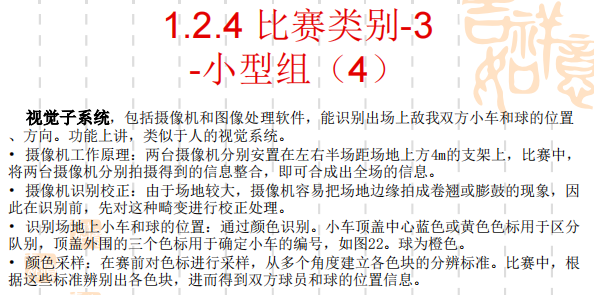 1.2.4 比赛类别-3
-小型组（4）
视觉子系统，包括摄像机和图像处理软件，能识别出场上敌我双方小车和球的位置
、方向。功能上讲，类似于人的视觉系统。
• 摄像机工作原理：两台摄像机分别安置在左右半场距场地上方4m的支架上，比赛中，
将两台摄像机分别拍摄得到的信息整合，即可合成出全场的信息。
• 摄像机识别校正：由于场地较大，摄像机容易把场地边缘拍成卷翘或膨鼓的现象，因
此在识别前，先对这种畸变进行校正处理。
• 识别场地上小车和球的位置：通过颜色识别。小车顶盖中心蓝色或黄色色标用于区分
队别，顶盖外围的三个色标用于确定小车的编号，如图22。球为橙色。
• 颜色采样：在赛前对色标进行采样，从多个角度建立各色块的分辨标准。比赛中，根
据这些标准辨别出各色块，进而得到双方球员和球的位置信息。
吉祥
如意